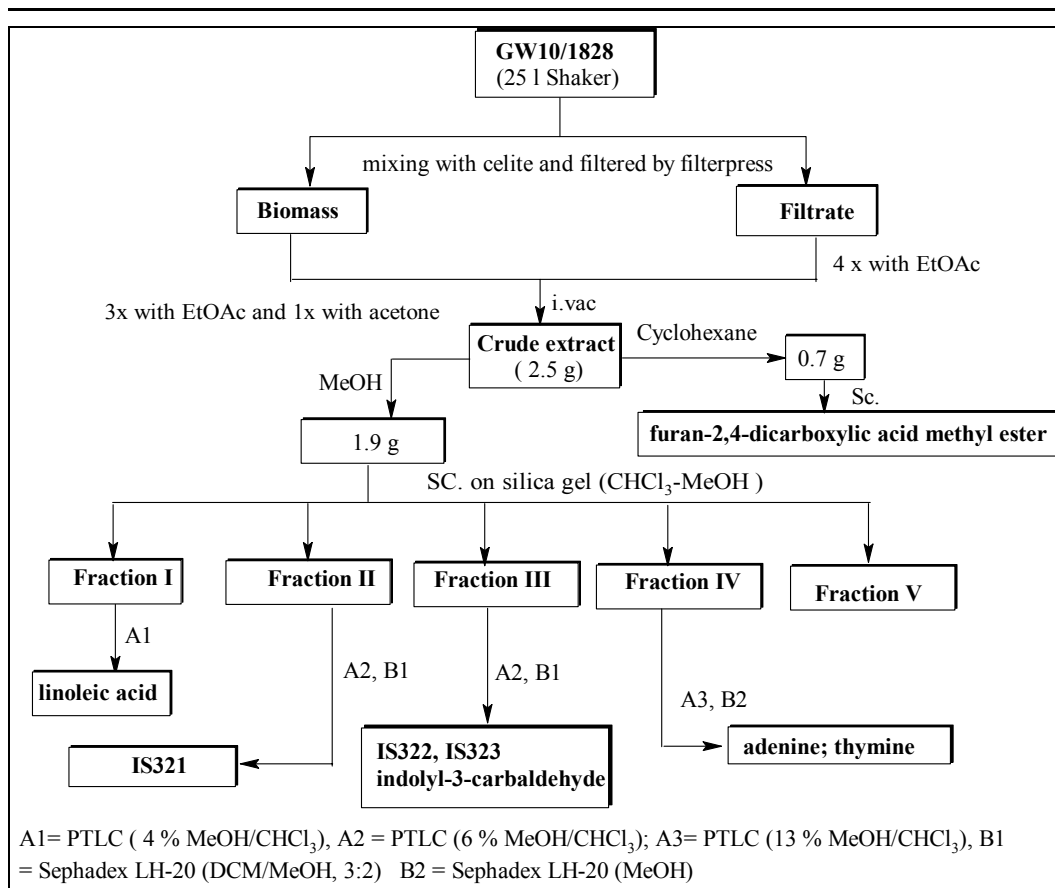 GW10/1828
(25 l Shaker)
mixing with celite and filtered by filterpress
Biomass
Filtrate
4 x with EtOAc
3x with EtOAc and 1x with acetone
i.vac
Crude extract
( 2.5 g)
Cyclohexane
0.7 g
MeOH
Sc.
1.9 g
furan-2,4-dicarboxylic acid methyl ester
SC. on silica gel (CHCl₃-MeOH )
Fraction I
Fraction II
Fraction III
Fraction IV
Fraction V
A1
A2, B1
A2, B1
A3, B2
linoleic acid
IS321
IS322, IS323
indolyl-3-carbaldehyde
adenine; thymine
A1= PTLC ( 4 % MeOH/CHCl₃), A2 = PTLC (6 % MeOH/CHCl₃); A3= PTLC (13 % MeOH/CHCl₃), B1
= Sephadex LH-20 (DCM/MeOH, 3:2) B2 = Sephadex LH-20 (MeOH)